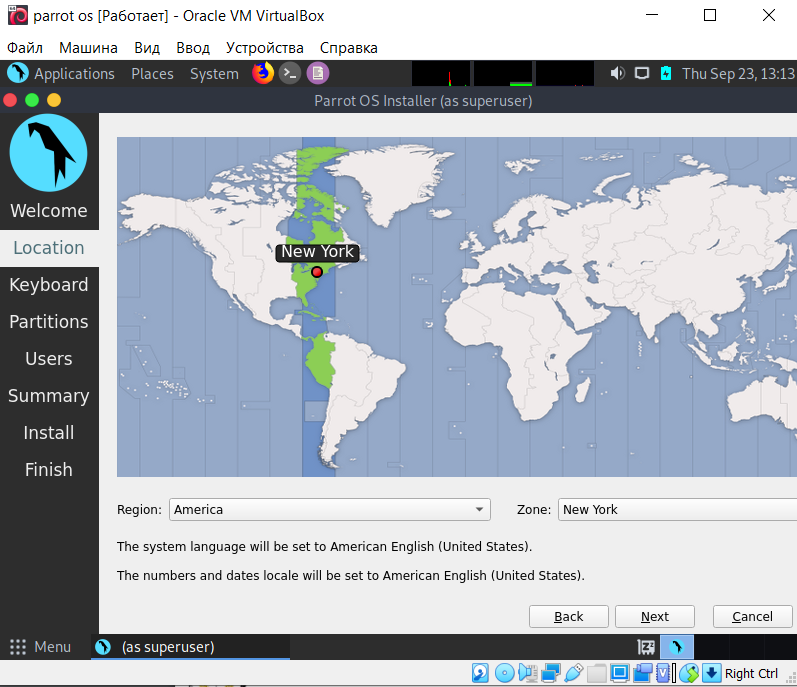 parrot os [Работает] - Oracle VM VirtualBox
Файл Машина Вид Ввод Устройства Справка
Applications Places System Thu Sep 23, 13:13
Parrot OS Installer (as superuser)
Welcome
Location
Keyboard
Partitions
Users
Summary
Install
Finish
New York
Region: America Zone: New York
The system language will be set to American English (United States).
The numbers and dates locale will be set to American English (United States).
Back Next Cancel
Menu (as superuser)
Right Ctrl